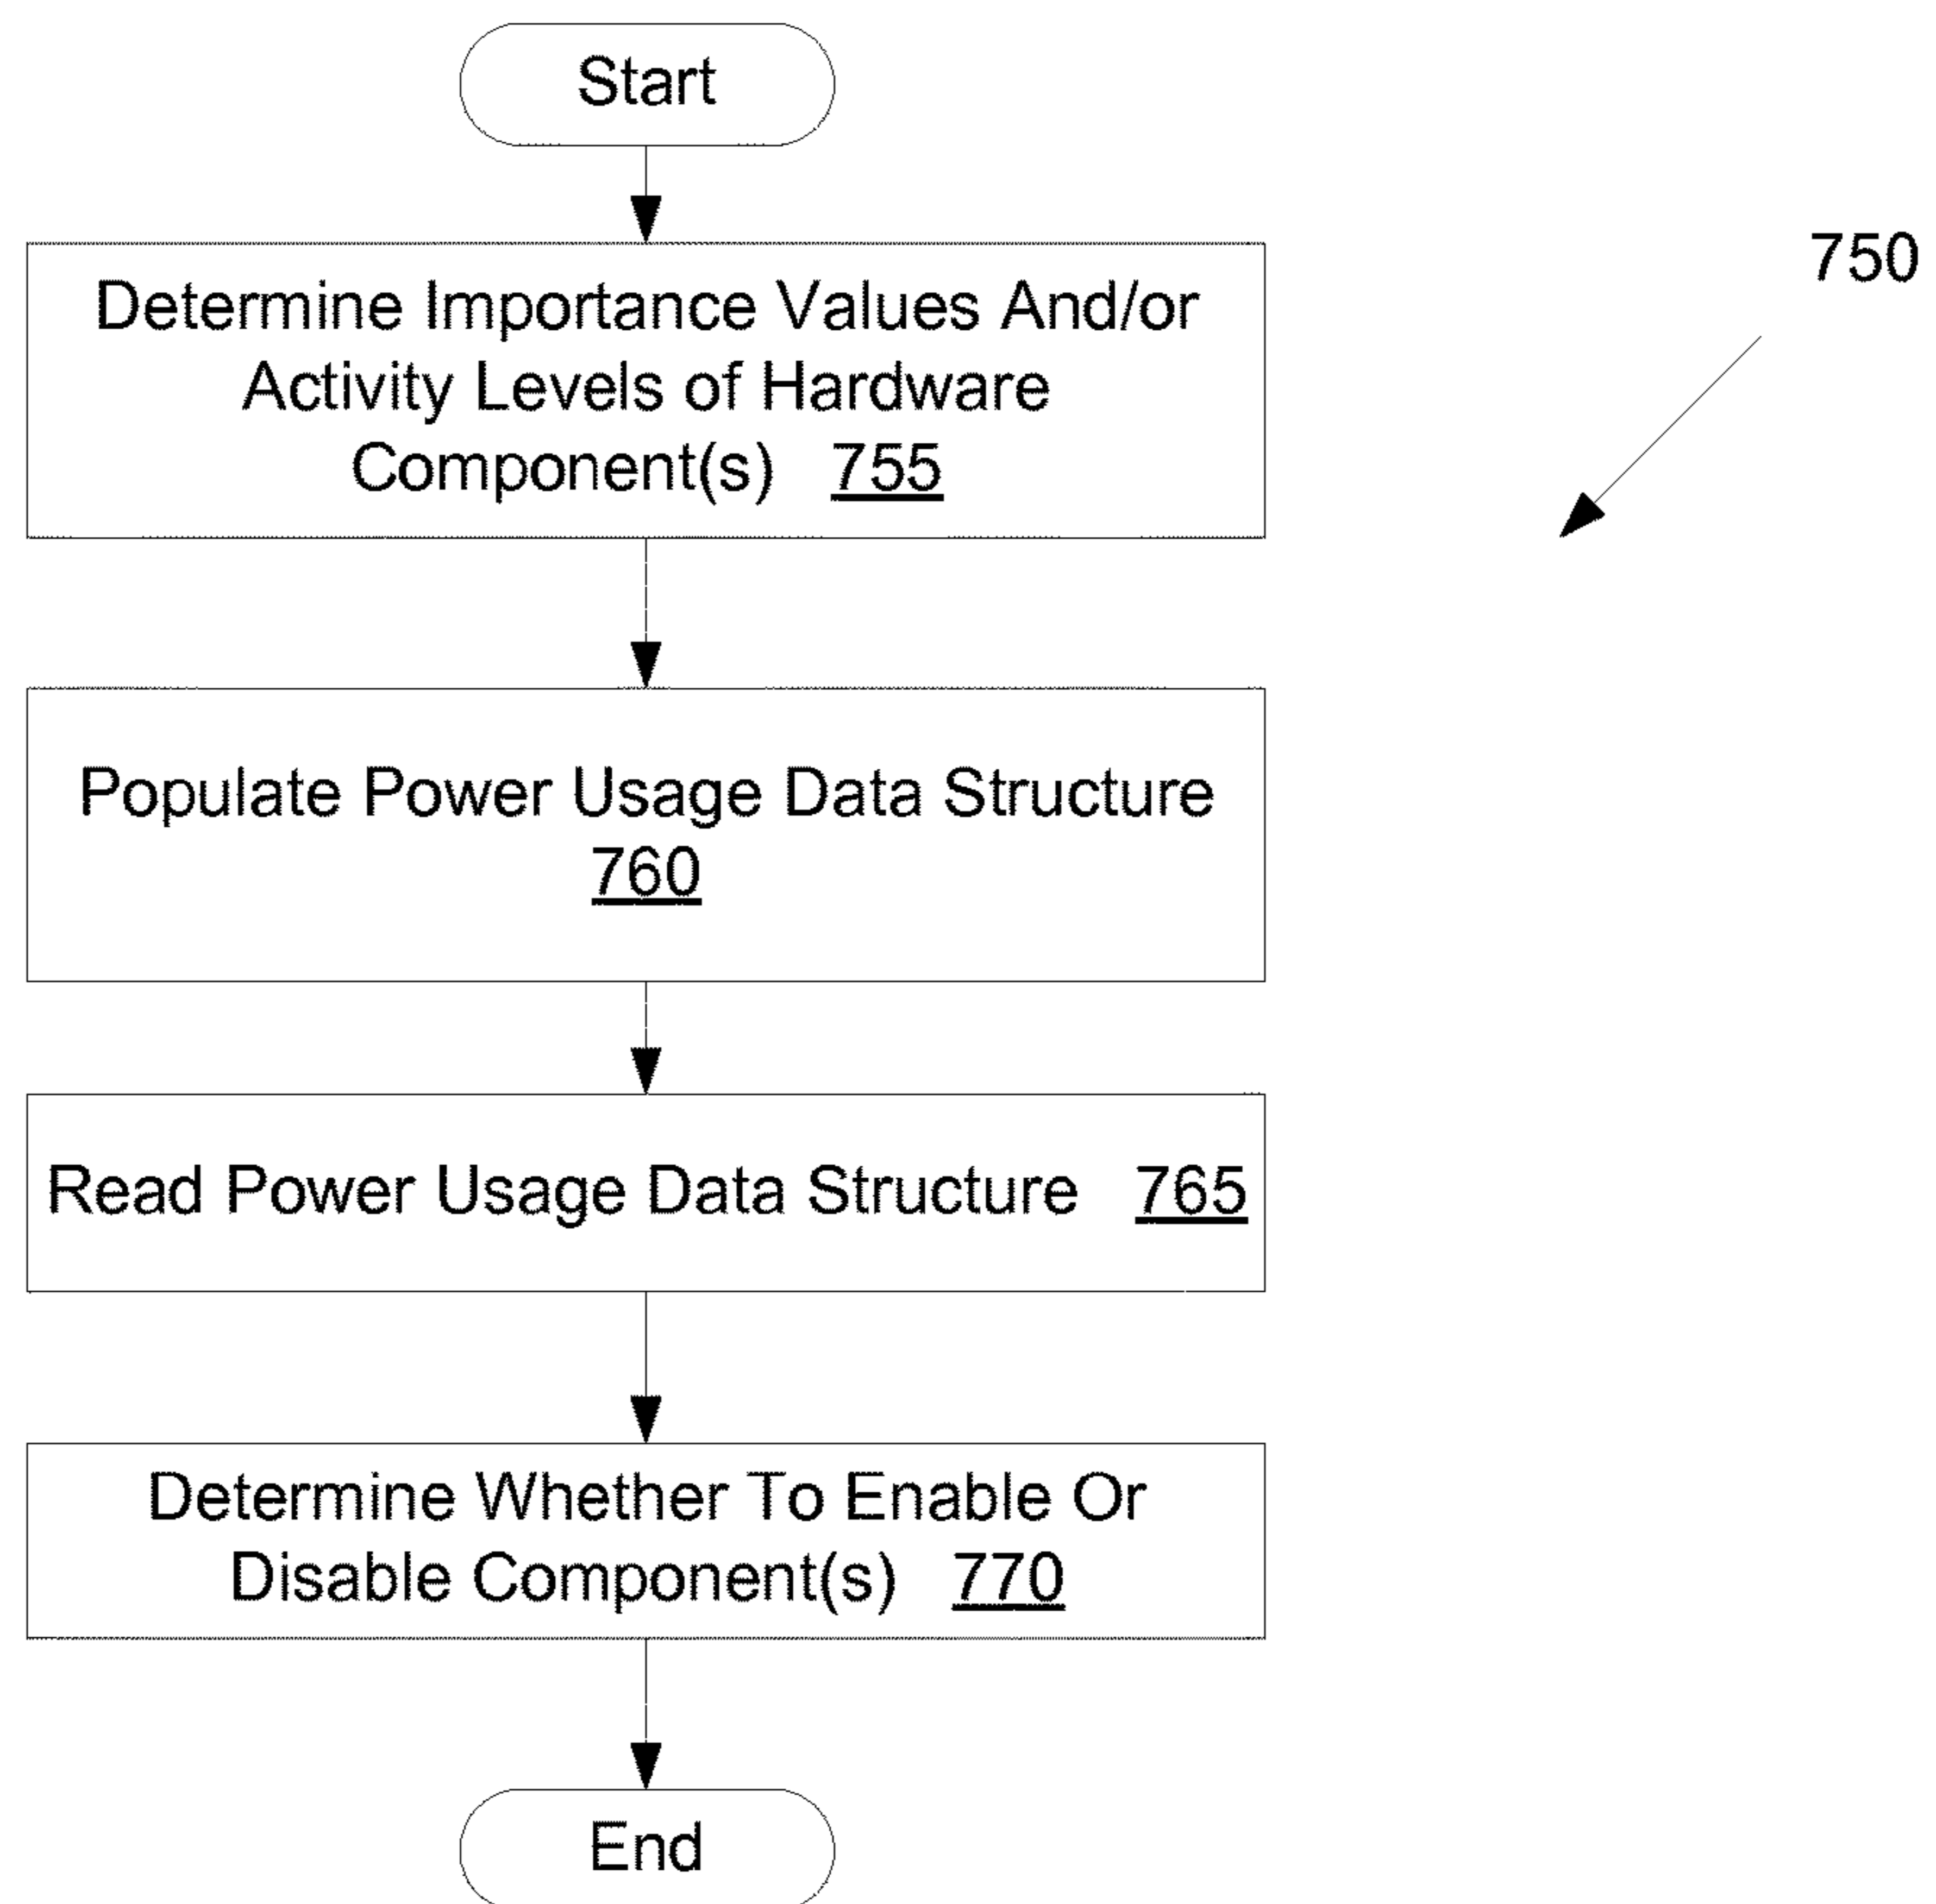 Start
Determine Importance Values And/or
Activity Levels of Hardware
Component(s) 755
750
Populate Power Usage Data Structure
760
Read Power Usage Data Structure 765
Determine Whether To Enable Or
Disable Component(s) 770
End